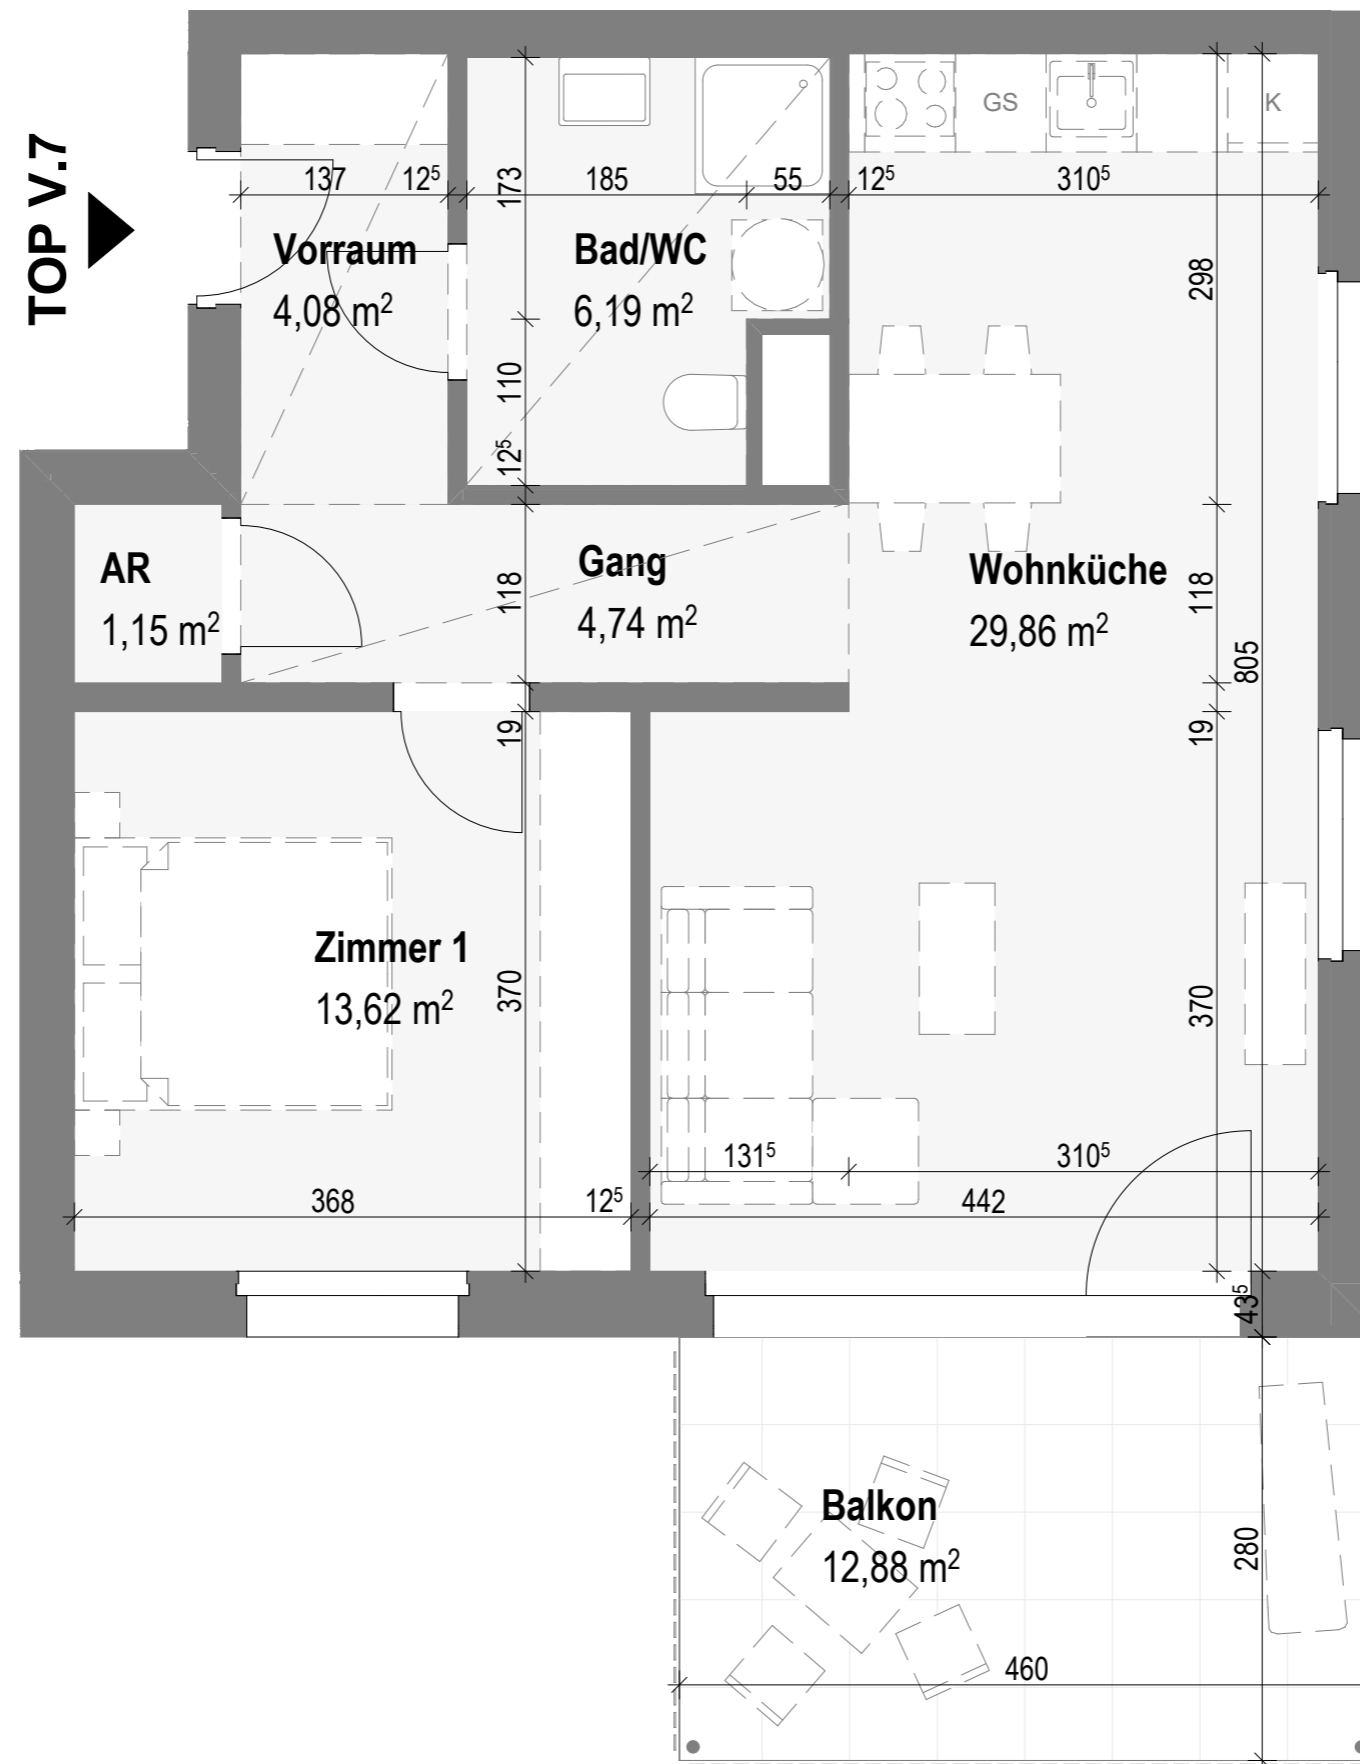 TOP V.7
GS
K
137
12⁵
173
185
55
12⁵
310⁵
Vorraum
4,08 m²
Bad/WC
6,19 m²
298
110
12⁵
AR
1,15 m²
Gang
4,74 m²
118
Wohnküche
29,86 m²
118
805
19
19
Zimmer 1
13,62 m²
370
370
131⁵
310⁵
368
12⁵
442
43⁵
Balkon
12,88 m²
280
460